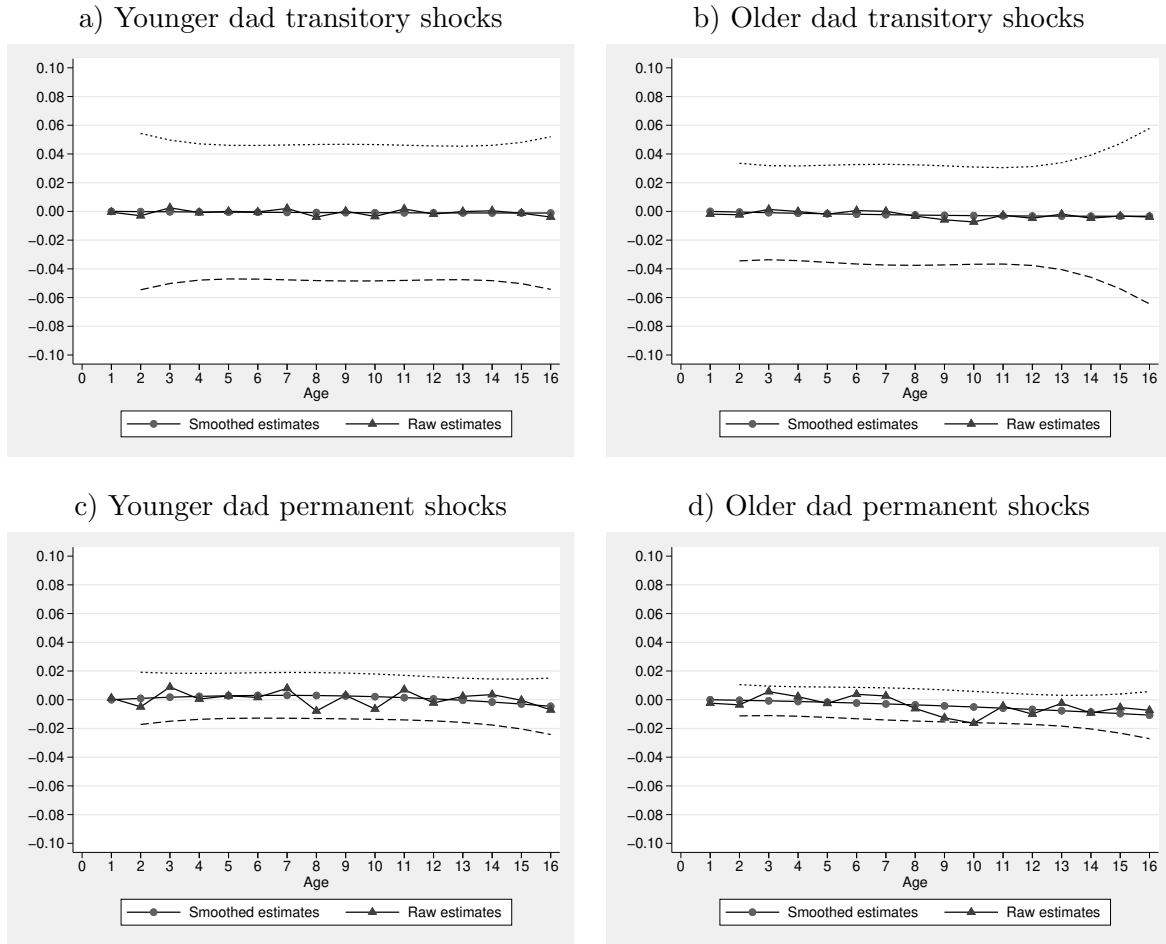 a) Younger dad transitory shocks
0.10
0.08
0.06
0.04
0.02
0.00
−0.02
−0.04
−0.06
−0.08
−0.10
0 1 2 3 4 5 6 7 8 9 10 11 12 13 14 15 16
Age
Smoothed estimates Raw estimates
b) Older dad transitory shocks
0.10
0.08
0.06
0.04
0.02
0.00
−0.02
−0.04
−0.06
−0.08
−0.10
0 1 2 3 4 5 6 7 8 9 10 11 12 13 14 15 16
Age
Smoothed estimates Raw estimates
c) Younger dad permanent shocks
0.10
0.08
0.06
0.04
0.02
0.00
−0.02
−0.04
−0.06
−0.08
−0.10
0 1 2 3 4 5 6 7 8 9 10 11 12 13 14 15 16
Age
Smoothed estimates Raw estimates
d) Older dad permanent shocks
0.10
0.08
0.06
0.04
0.02
0.00
−0.02
−0.04
−0.06
−0.08
−0.10
0 1 2 3 4 5 6 7 8 9 10 11 12 13 14 15 16
Age
Smoothed estimates Raw estimates